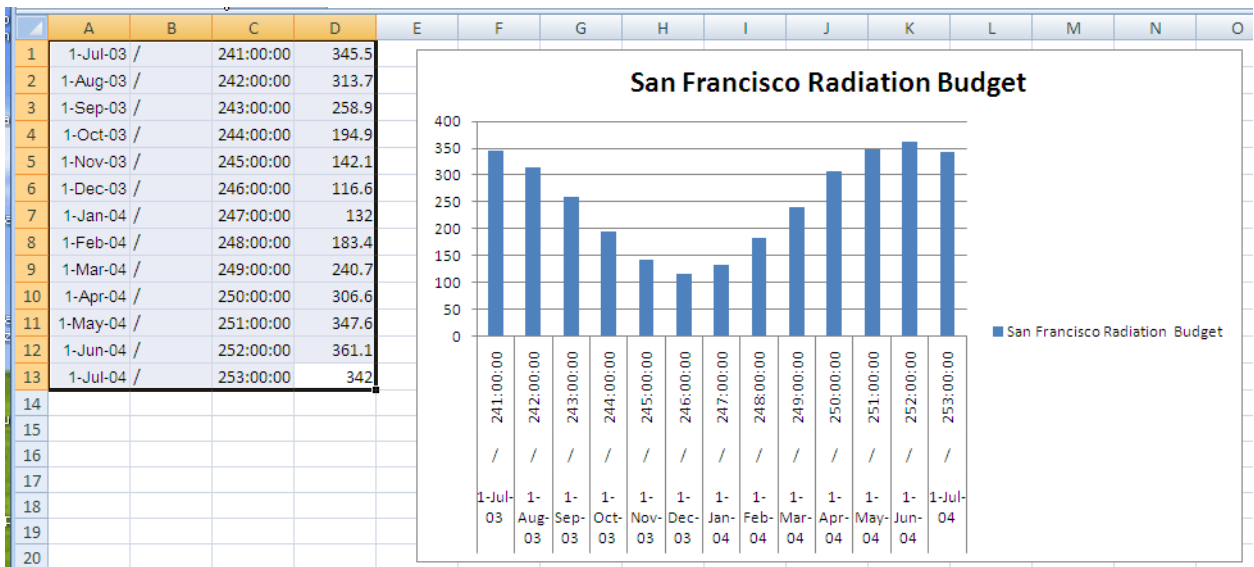 A B C D E F G H I J K L M N O
1 1-Jul-03 / 241:00:00 345.5
2 1-Aug-03 / 242:00:00 313.7
3 1-Sep-03 / 243:00:00 258.9
4 1-Oct-03 / 244:00:00 194.9
5 1-Nov-03 / 245:00:00 142.1
6 1-Dec-03 / 246:00:00 116.6
7 1-Jan-04 / 247:00:00 132
8 1-Feb-04 / 248:00:00 183.4
9 1-Mar-04 / 249:00:00 240.7
10 1-Apr-04 / 250:00:00 306.6
11 1-May-04 / 251:00:00 347.6
12 1-Jun-04 / 252:00:00 361.1
13 1-Jul-04 / 253:00:00 342
14
15
16
17
18
19
20
San Francisco Radiation Budget
400
350
300
250
200
150
100
50
0
241:00:00 242:00:00 243:00:00 244:00:00 245:00:00 246:00:00 247:00:00 248:00:00 249:00:00 250:00:00 251:00:00 252:00:00 253:00:00
/ / / / / / / / / / / / /
1-Jul- 1- 1- 1- 1- 1- 1- 1- 1- 1- 1- 1- 1-Jul-
03 Aug- Sep- Oct- Nov- Dec- Jan- Feb- Mar- Apr- May- Jun- 04
03 03 03 03 03 04 04 04 04 04 04
San Francisco Radiation Budget